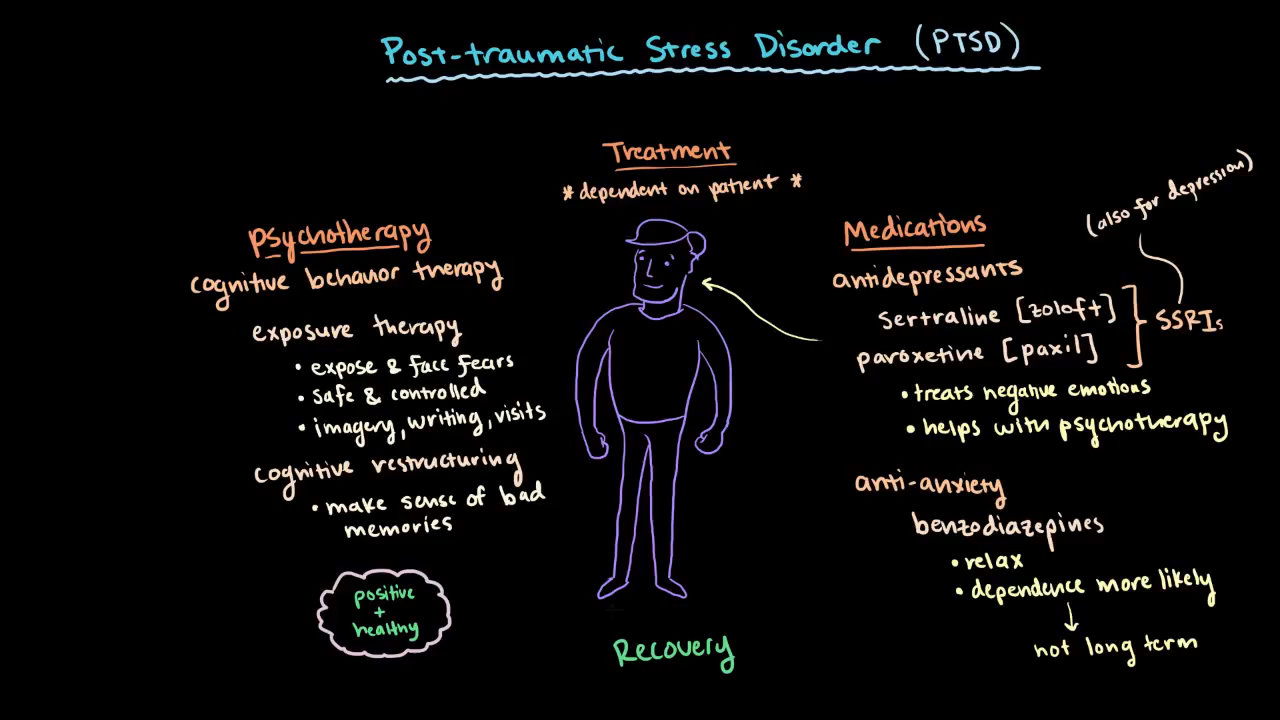 Post-traumatic Stress Disorder (PTSD)
Treatment
* dependent on patient *
psychotherapy
cognitive behavior therapy
exposure therapy
• expose & face fears
• safe & controlled
• imagery, writing, visits
cognitive restructuring
• make sense of bad
memories
positive
+
healthy
Medications
(also for depression)
antidepressants
sertraline [zoloft]
paroxetine [paxil]
SSRIs
• treats negative emotions
• helps with psychotherapy
anti-anxiety
benzodiazepines
• relax
• dependence more likely
not long term
Recovery